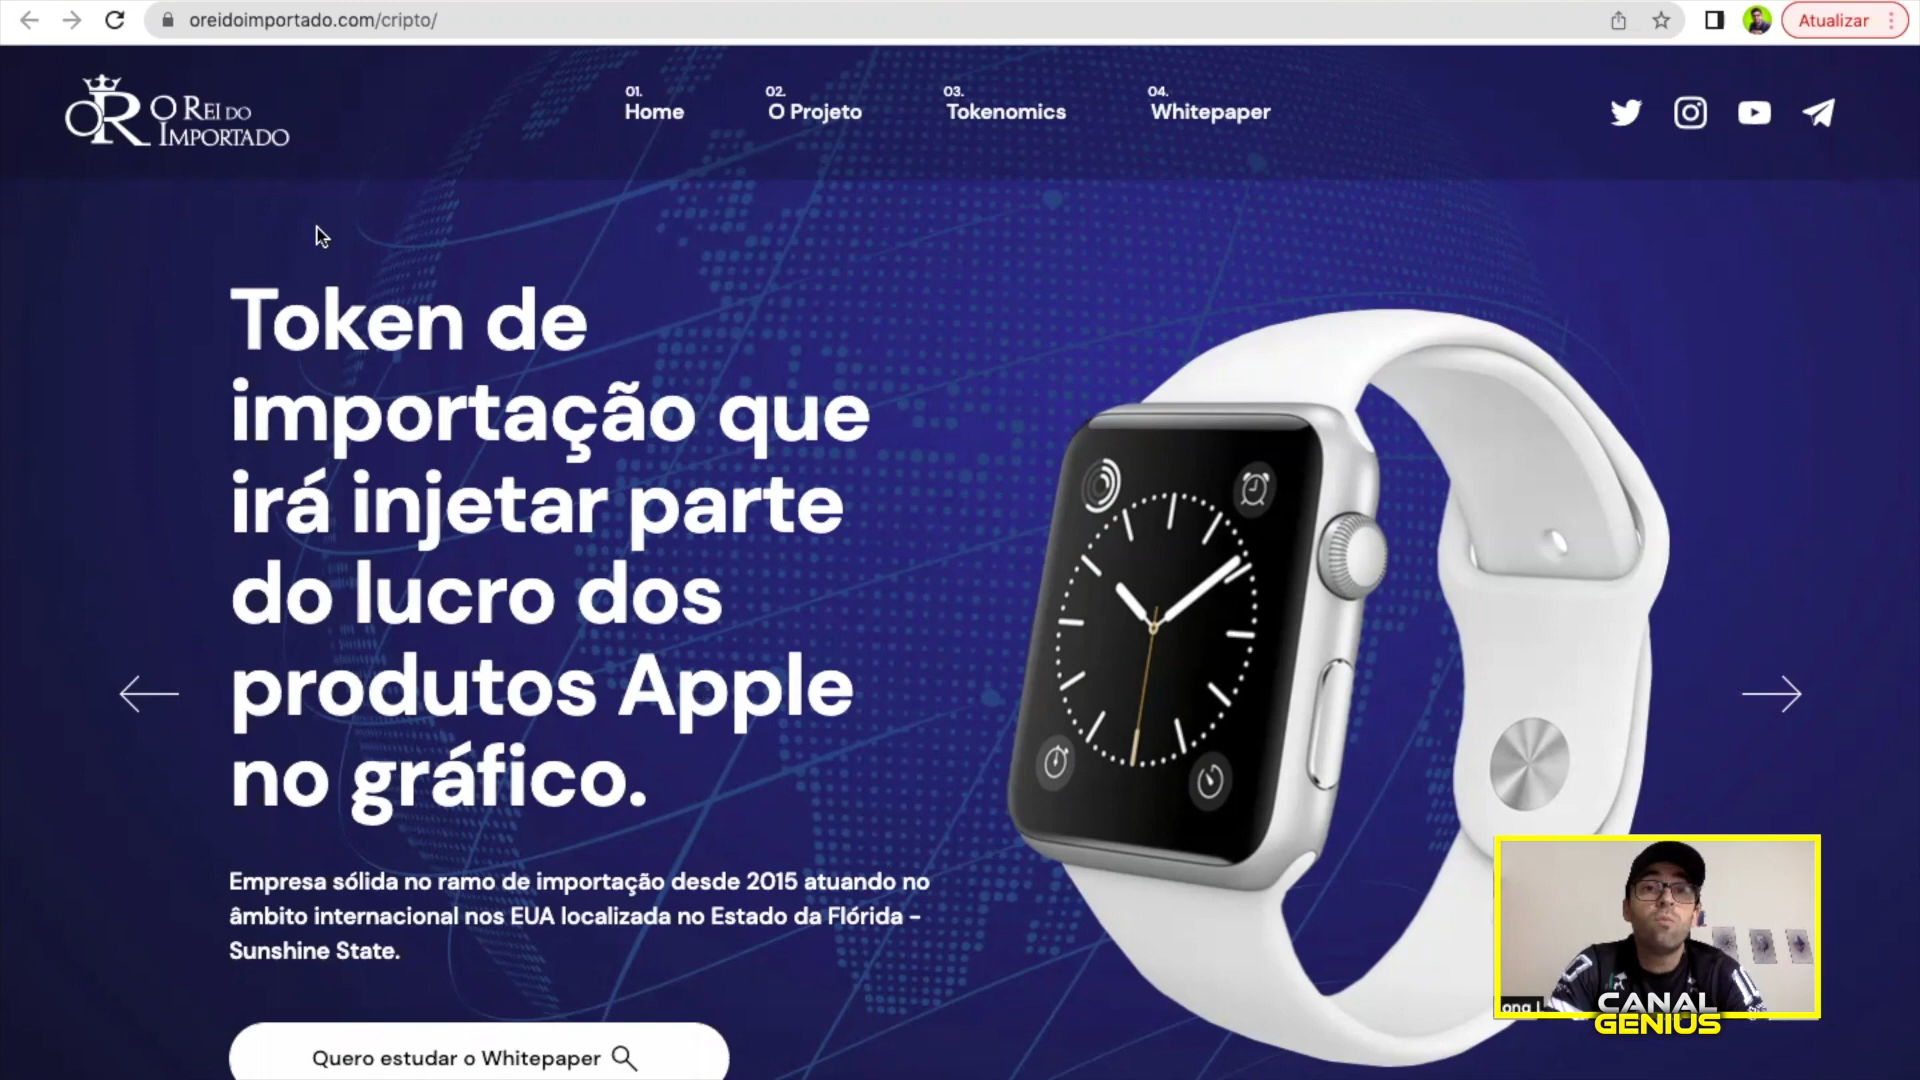 oreidoimportado.com/cripto/
Atualizar
OR O REI DO
IMPORTADO
01.
Home
02.
O Projeto
03.
Tokenomics
04.
Whitepaper
Token de
importação que
irá injetar parte
do lucro dos
produtos Apple
no gráfico.
Empresa sólida no ramo de importação desde 2015 atuando no
âmbito internacional nos EUA localizada no Estado da Flórida -
Sunshine State.
Quero estudar o Whitepaper
CANAL
GENIUS